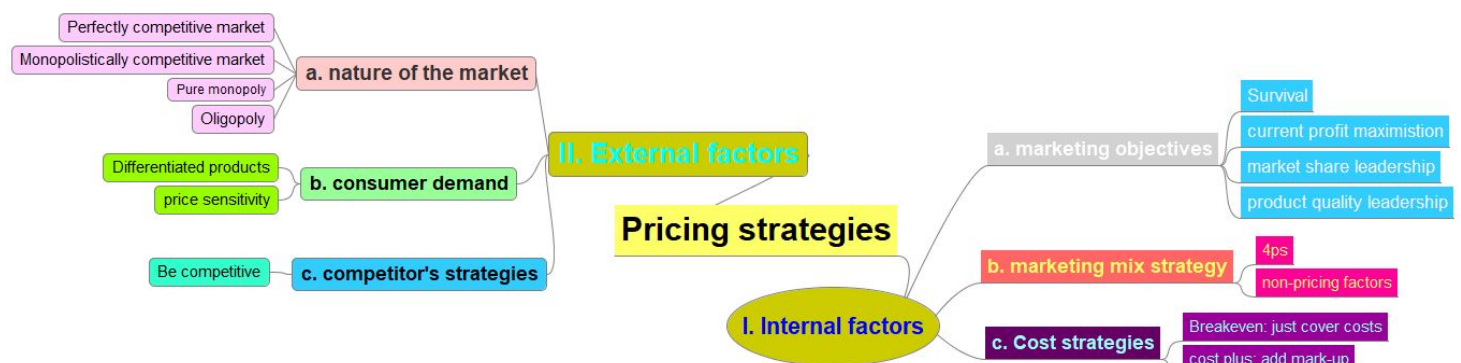 Pricing strategies
I. Internal factors
a. marketing objectives
Survival
current profit maximistion
market share leadership
product quality leadership
b. marketing mix strategy
4ps
non-pricing factors
c. Cost strategies
Breakeven: just cover costs
cost plus: add mark-up
II. External factors
a. nature of the market
Perfectly competitive market
Monopolistically competitive market
Pure monopoly
Oligopoly
b. consumer demand
Differentiated products
price sensitivity
c. competitor's strategies
Be competitive